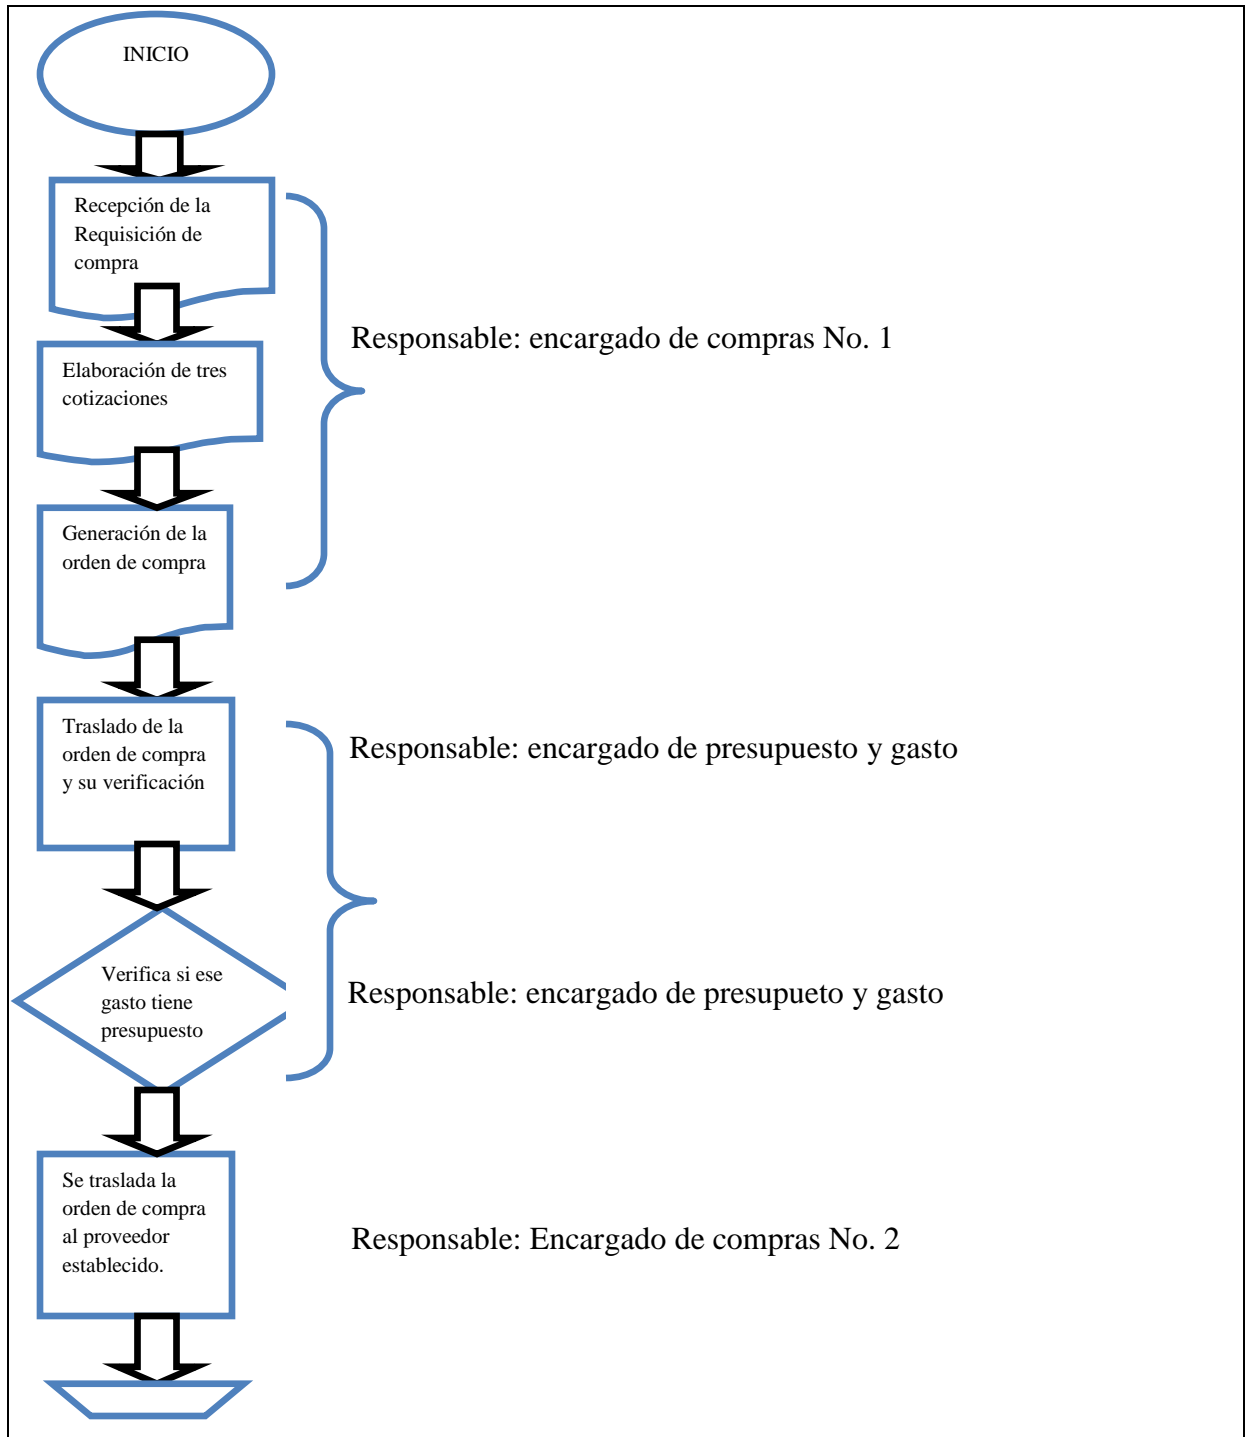 INICIO
Recepción de la
Requisición de
compra
Responsable: encargado de compras No. 1
Elaboración de tres
cotizaciones
Generación de la
orden de compra
Traslado de la
orden de compra
y su verificación
Responsable: encargado de presupuesto y gasto
Verifica si ese
gasto tiene
presupuesto
Responsable: encargado de presupueto y gasto
Se traslada la
orden de compra
al proveedor
establecido.
Responsable: Encargado de compras No. 2